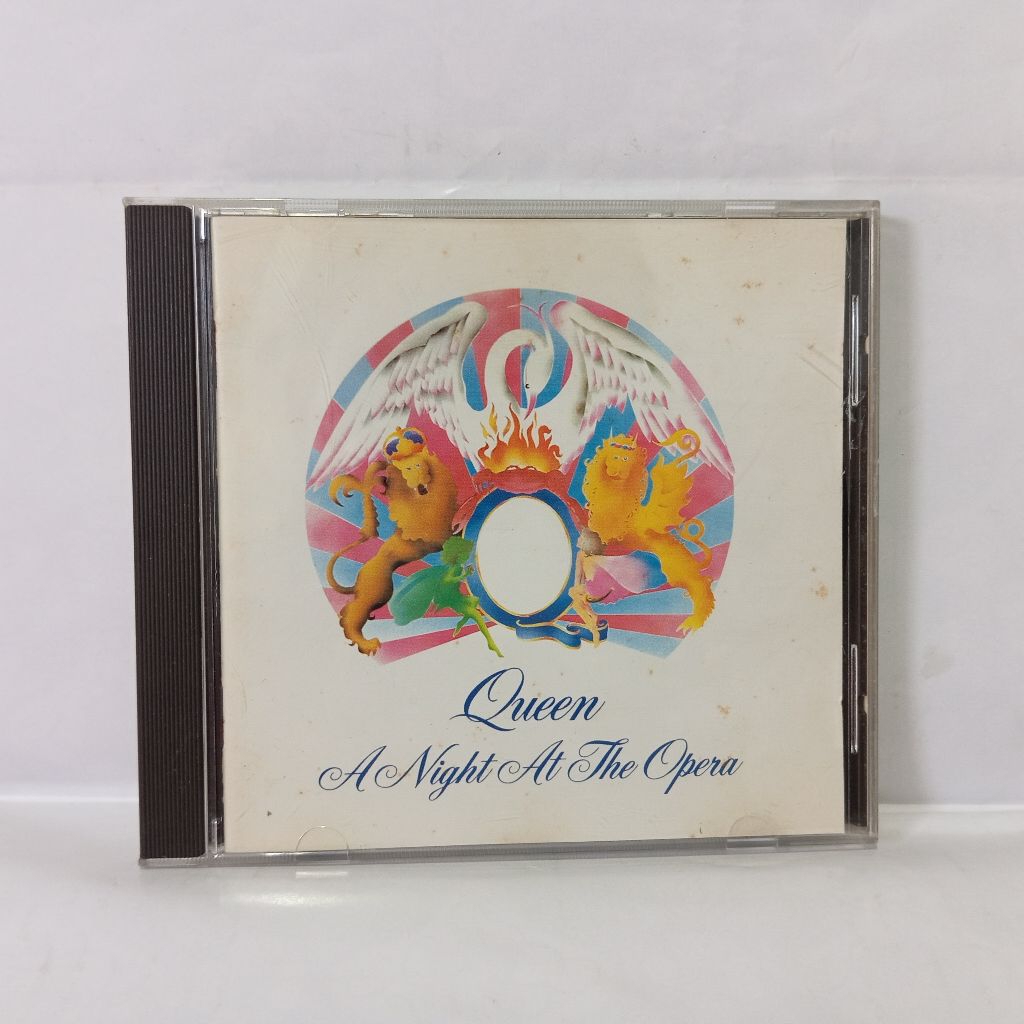 Queen
A Night At The Opera